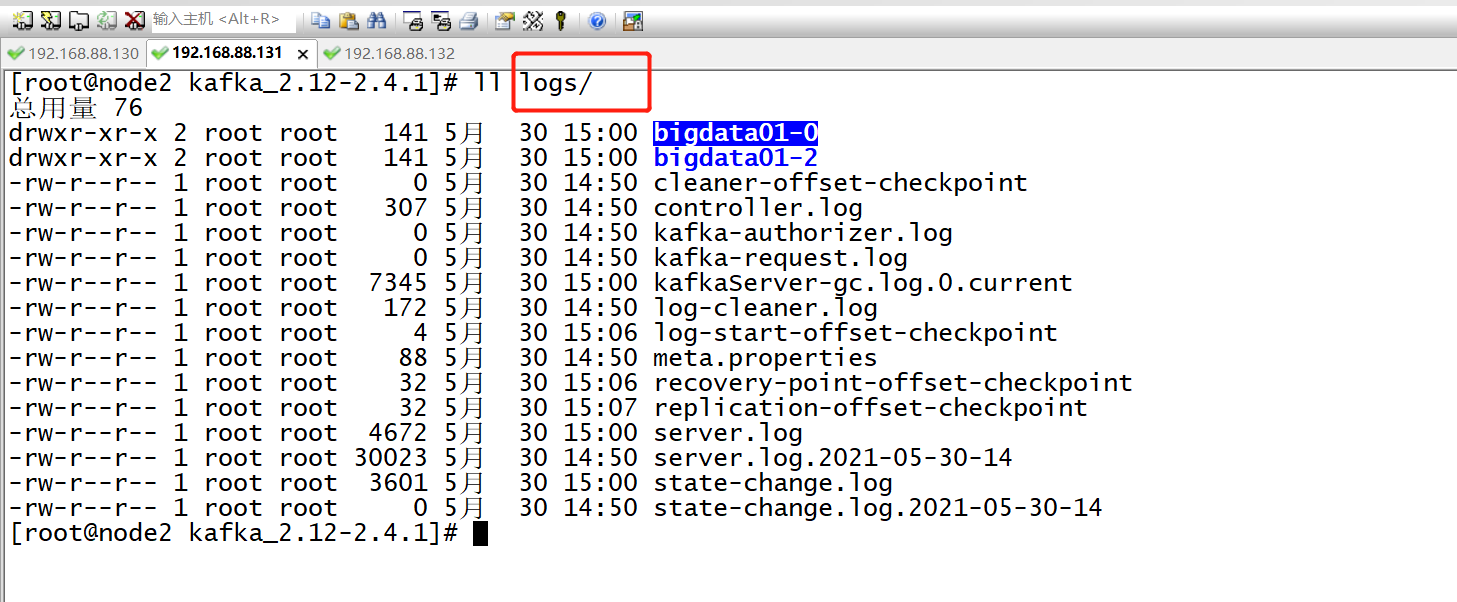 输入主机 <Alt+R>
192.168.88.130 192.168.88.131 192.168.88.132
[root@node2 kafka_2.12-2.4.1]# ll logs/
总用量 76
drwxr-xr-x 2 root root   141 5月  30 15:00 bigdata01-0
drwxr-xr-x 2 root root   141 5月  30 15:00 bigdata01-2
-rw-r--r-- 1 root root     0 5月  30 14:50 cleaner-offset-checkpoint
-rw-r--r-- 1 root root   307 5月  30 14:50 controller.log
-rw-r--r-- 1 root root     0 5月  30 14:50 kafka-authorizer.log
-rw-r--r-- 1 root root     0 5月  30 14:50 kafka-request.log
-rw-r--r-- 1 root root  7345 5月  30 15:00 kafkaServer-gc.log.0.current
-rw-r--r-- 1 root root   172 5月  30 14:50 log-cleaner.log
-rw-r--r-- 1 root root     4 5月  30 15:06 log-start-offset-checkpoint
-rw-r--r-- 1 root root    88 5月  30 14:50 meta.properties
-rw-r--r-- 1 root root    32 5月  30 15:06 recovery-point-offset-checkpoint
-rw-r--r-- 1 root root    32 5月  30 15:07 replication-offset-checkpoint
-rw-r--r-- 1 root root  4672 5月  30 15:00 server.log
-rw-r--r-- 1 root root 30023 5月  30 14:50 server.log.2021-05-30-14
-rw-r--r-- 1 root root  3601 5月  30 15:00 state-change.log
-rw-r--r-- 1 root root     0 5月  30 14:50 state-change.log.2021-05-30-14
[root@node2 kafka_2.12-2.4.1]#